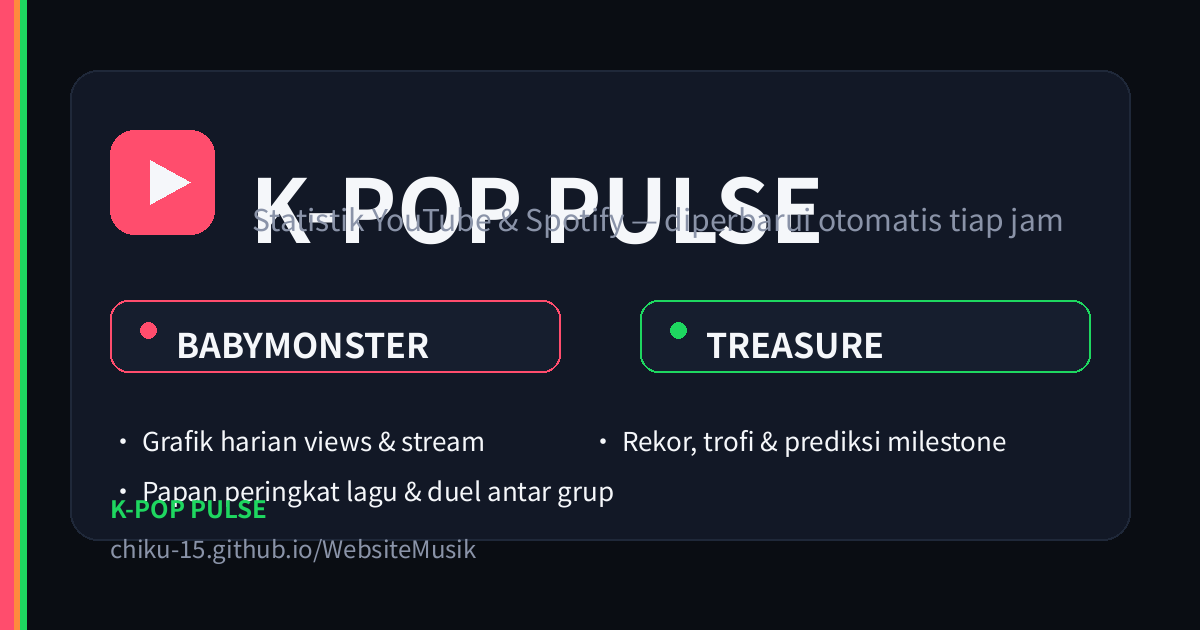 K-POP PULSE
Statistik YouTube & Spotify — diperbarui otomatis tiap jam
BABYMONSTER
TREASURE
• Grafik harian views & stream
• Rekor, trofi & prediksi milestone
• Papan peringkat lagu & duel antar grup
K-POP PULSE
chiku-15.github.io/WebsiteMusik